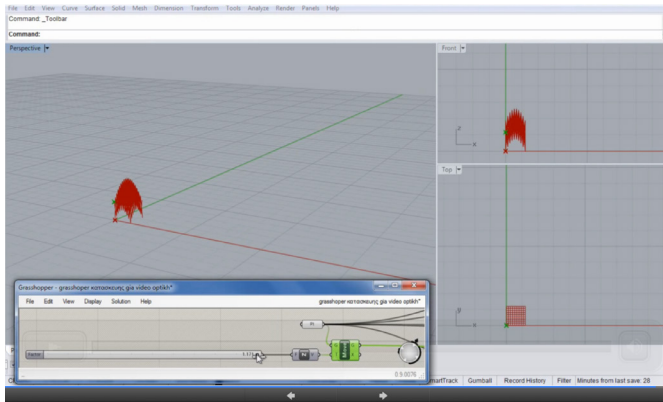 File Edit View Curve Surface Solid Mesh Dimension Transform Tools Analyze Render Panels Help
Command: _Toolbar
Command:
Perspective
Front
z
x
Top
y
Grasshopper - grasshoper κατασκευης gia video optikh*
File Edit View Display Solution Help
grasshoper κατασκευης gia video optikh*
Factor
0.9.0076
martTrack Gumball Record History Filter Minutes from last save: 28